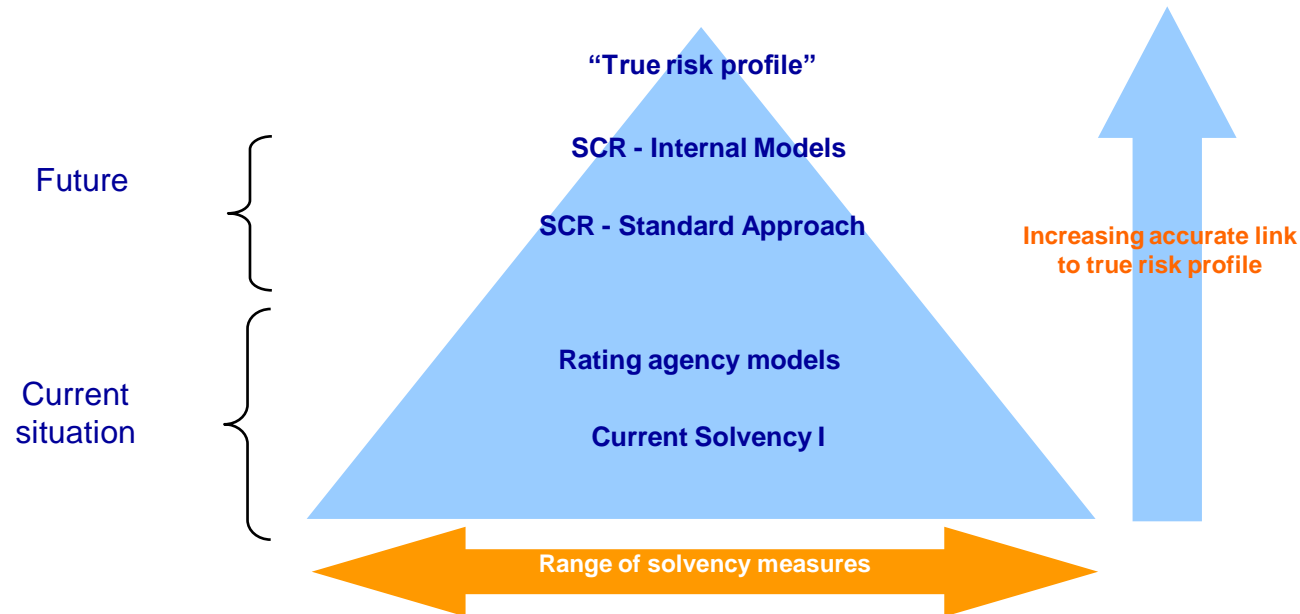 “True risk profile”
SCR - Internal Models
Future
SCR - Standard Approach
Increasing accurate link
to true risk profile
Rating agency models
Current
situation
Current Solvency I
Range of solvency measures